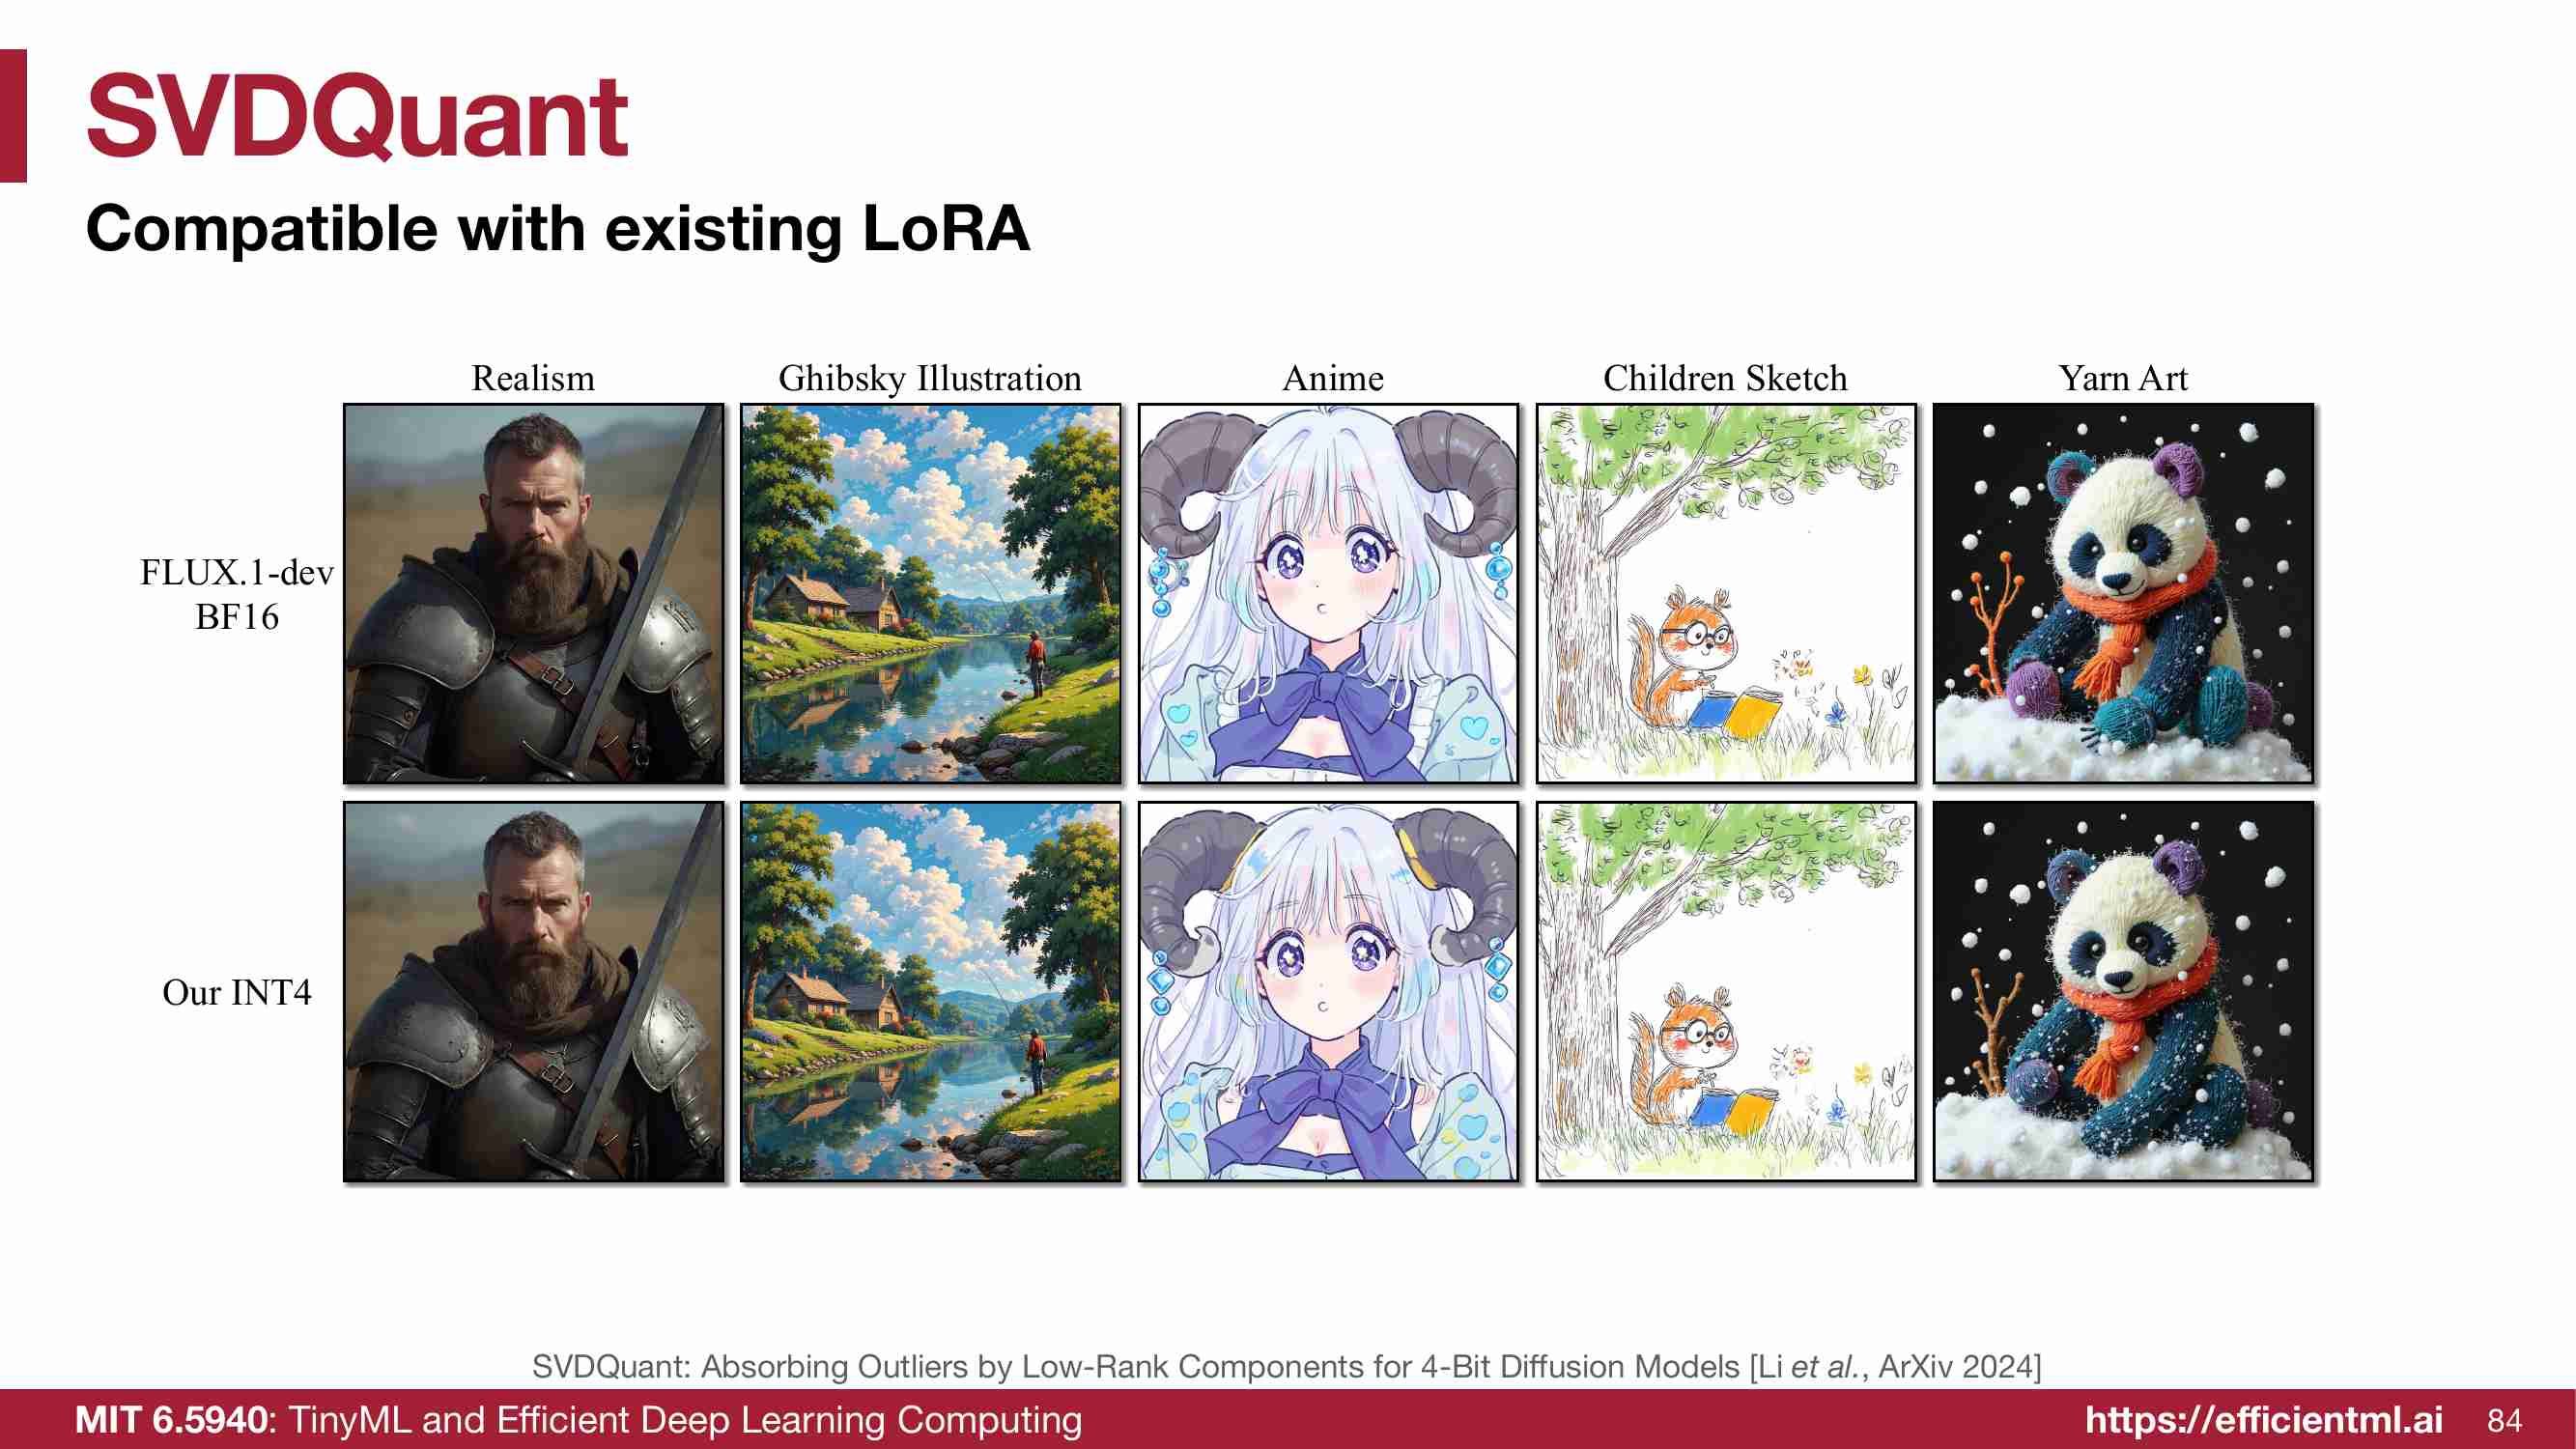 SVDQuant
Compatible with existing LoRA
Realism
Ghibsky Illustration
Anime
Children Sketch
Yarn Art
FLUX.1-dev
BF16
Our INT4
SVDQuant: Absorbing Outliers by Low-Rank Components for 4-Bit Diffusion Models [Li et al., ArXiv 2024]
MIT 6.5940: TinyML and Efficient Deep Learning Computing
https://efficientml.ai
84